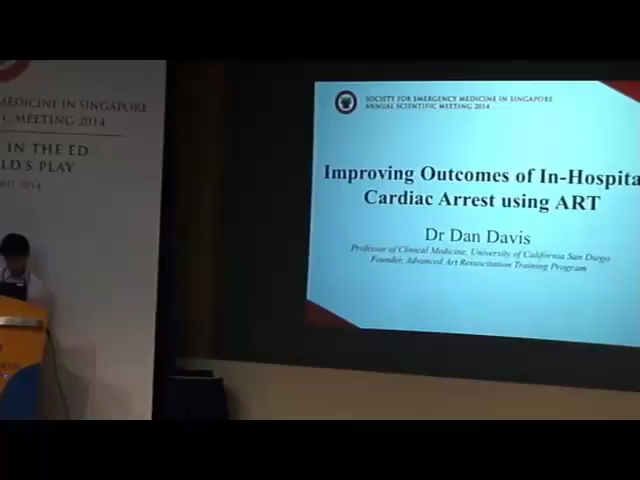 MEDICINE IN SINGAPORE
MEETING 2014
IN THE ED
LD'S PLAY
2014
SOCIETY FOR EMERGENCY MEDICINE IN SINGAPORE
ANNUAL SCIENTIFIC MEETING 2014
Improving Outcomes of In-Hospita
Cardiac Arrest using ART
Dr Dan Davis
Professor of Clinical Medicine, University of California San Diego
Founder, Advanced Art Resuscitation Training Program